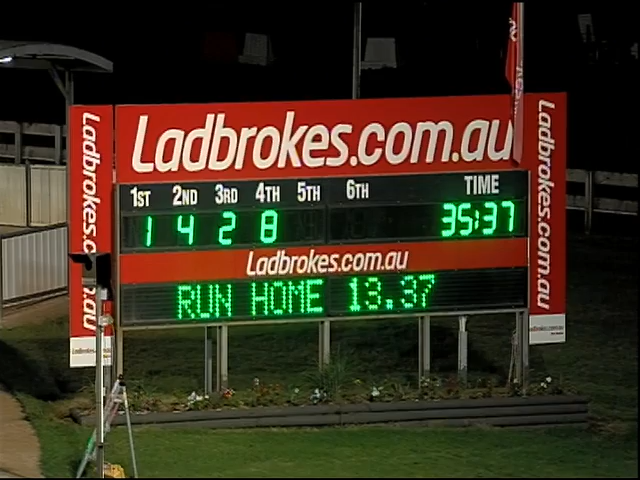 Ladbrokes.com.au
1ST 2ND 3RD 4TH 5TH 6TH TIME
1 4 2 8 35:37
Ladbrokes.com.au
RUN HOME 13.37
Ladbrokes.c
au
Ladbrokes.com.au